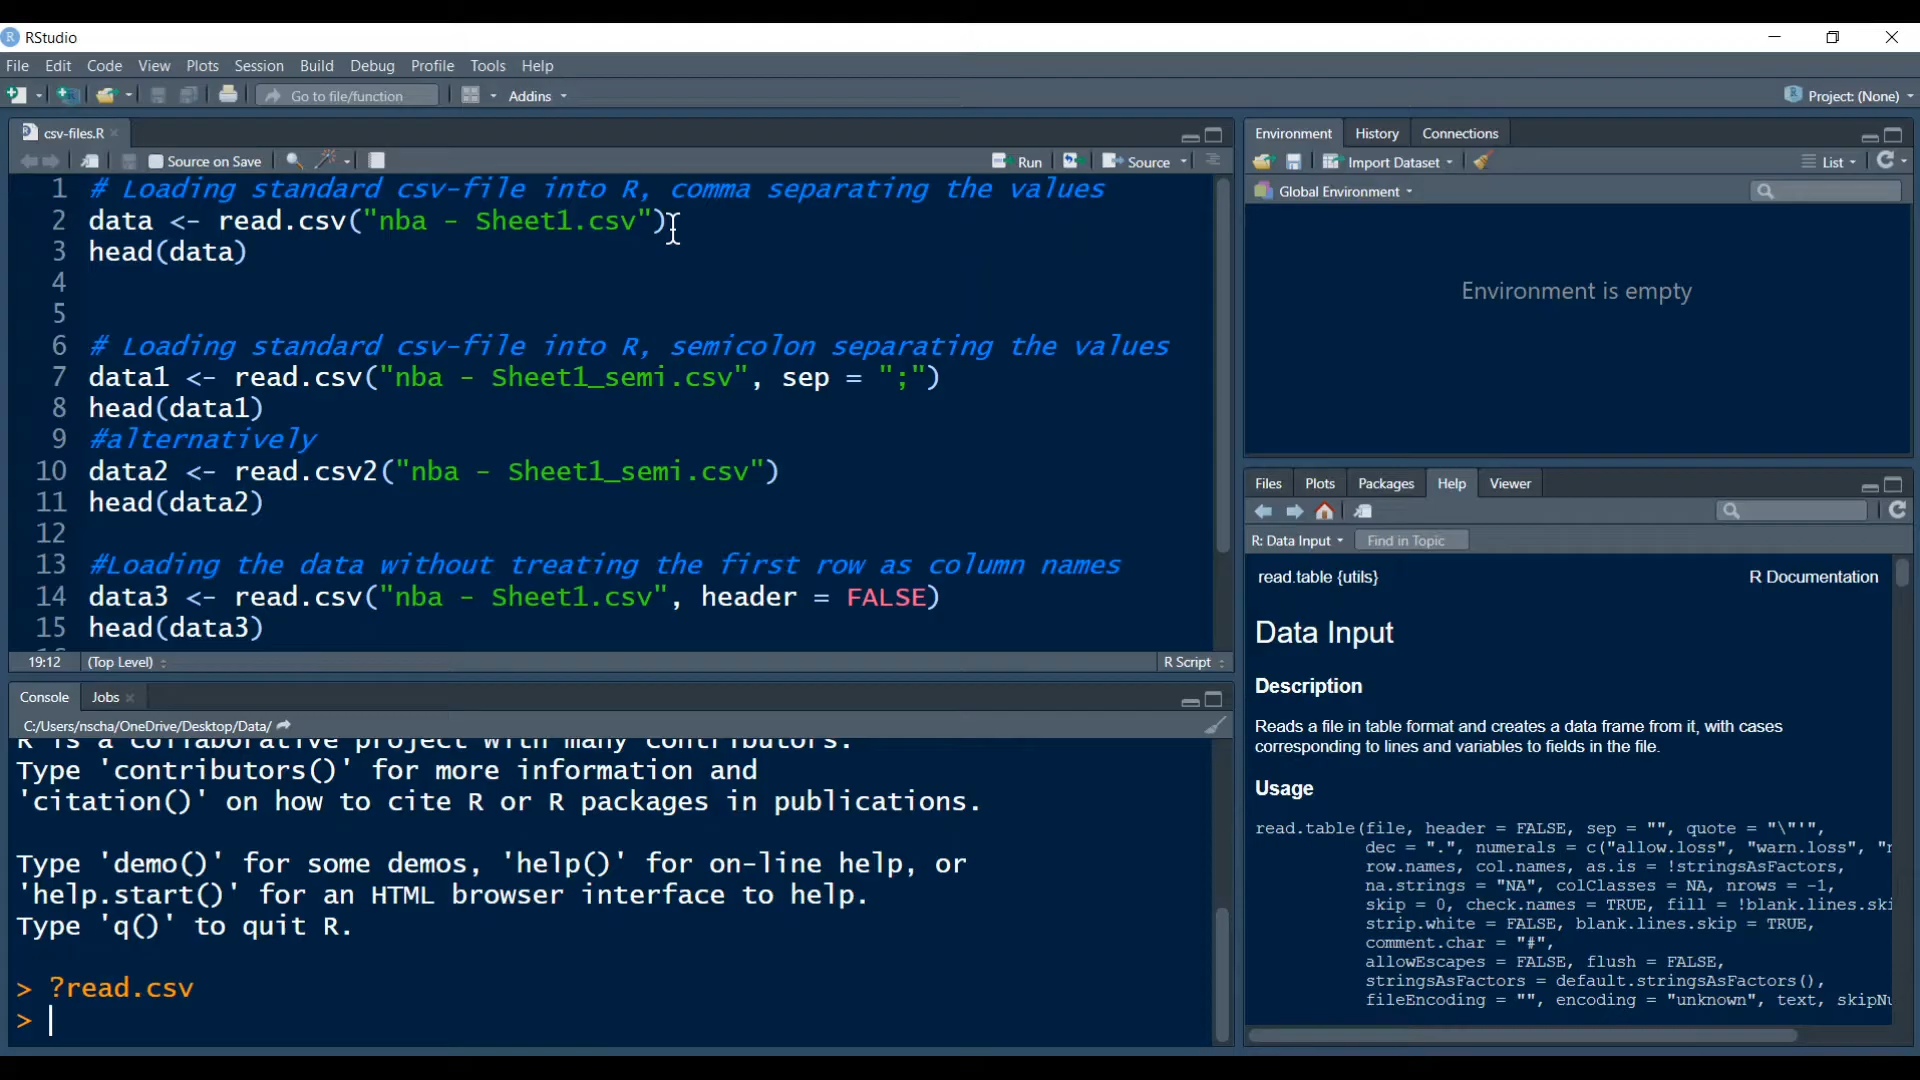 RStudio
File Edit Code View Plots Session Build Debug Profile Tools Help
Go to file/function Addins Project: (None)
csv-files.R
Source on Save Run Source
1 # Loading standard csv-file into R, comma separating the values
2 data <- read.csv("nba - Sheet1.csv")
3 head(data)
4
5
6 # Loading standard csv-file into R, semicolon separating the values
7 data1 <- read.csv("nba - Sheet1_semi.csv", sep = ";")
8 head(data1)
9 #alternatively
10 data2 <- read.csv2("nba - Sheet1_semi.csv")
11 head(data2)
12
13 #Loading the data without treating the first row as column names
14 data3 <- read.csv("nba - Sheet1.csv", header = FALSE)
15 head(data3)
19:12 (Top Level) R Script
Console Jobs
C:/Users/nscha/OneDrive/Desktop/Data/
R is a collaborative project with many contributors.
Type 'contributors()' for more information and
'citation()' on how to cite R or R packages in publications.
Type 'demo()' for some demos, 'help()' for on-line help, or
'help.start()' for an HTML browser interface to help.
Type 'q()' to quit R.
> ?read.csv
>
Environment History Connections
Import Dataset List
Global Environment
Environment is empty
Files Plots Packages Help Viewer
R: Data Input Find in Topic
read.table {utils} R Documentation
Data Input
Description
Reads a file in table format and creates a data frame from it, with cases
corresponding to lines and variables to fields in the file.
Usage
read.table(file, header = FALSE, sep = "", quote = "\"'",
dec = ".", numerals = c("allow.loss", "warn.loss", "
row.names, col.names, as.is = !stringsAsFactors,
na.strings = "NA", colClasses = NA, nrows = -1,
skip = 0, check.names = TRUE, fill = !blank.lines.ski
strip.white = FALSE, blank.lines.skip = TRUE,
comment.char = "#",
allowEscapes = FALSE, flush = FALSE,
stringsAsFactors = default.stringsAsFactors(),
fileEncoding = "", encoding = "unknown", text, skipNu